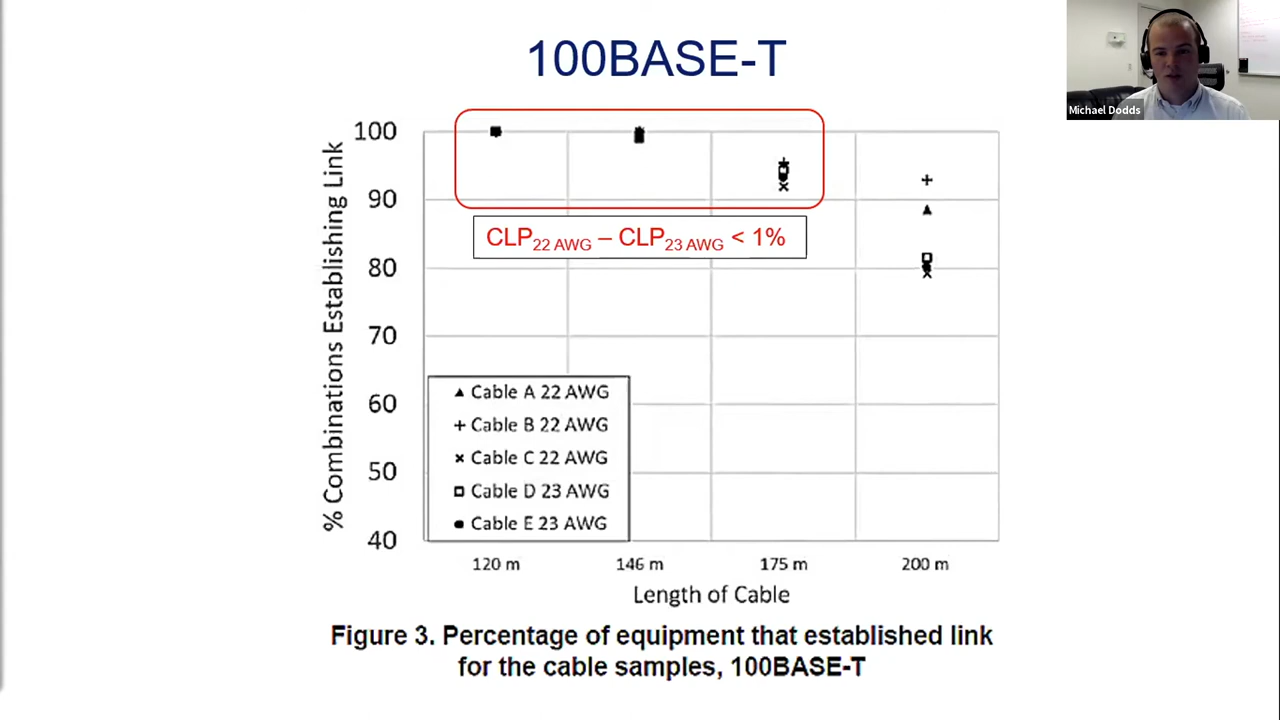 100BASE-T
Michael Dodds
% Combinations Establishing Link
100
90
80
70
60
50
40
CLP22 AWG – CLP23 AWG < 1%
Cable A 22 AWG
Cable B 22 AWG
Cable C 22 AWG
Cable D 23 AWG
Cable E 23 AWG
120 m 146 m 175 m 200 m
Length of Cable
Figure 3. Percentage of equipment that established link
for the cable samples, 100BASE-T